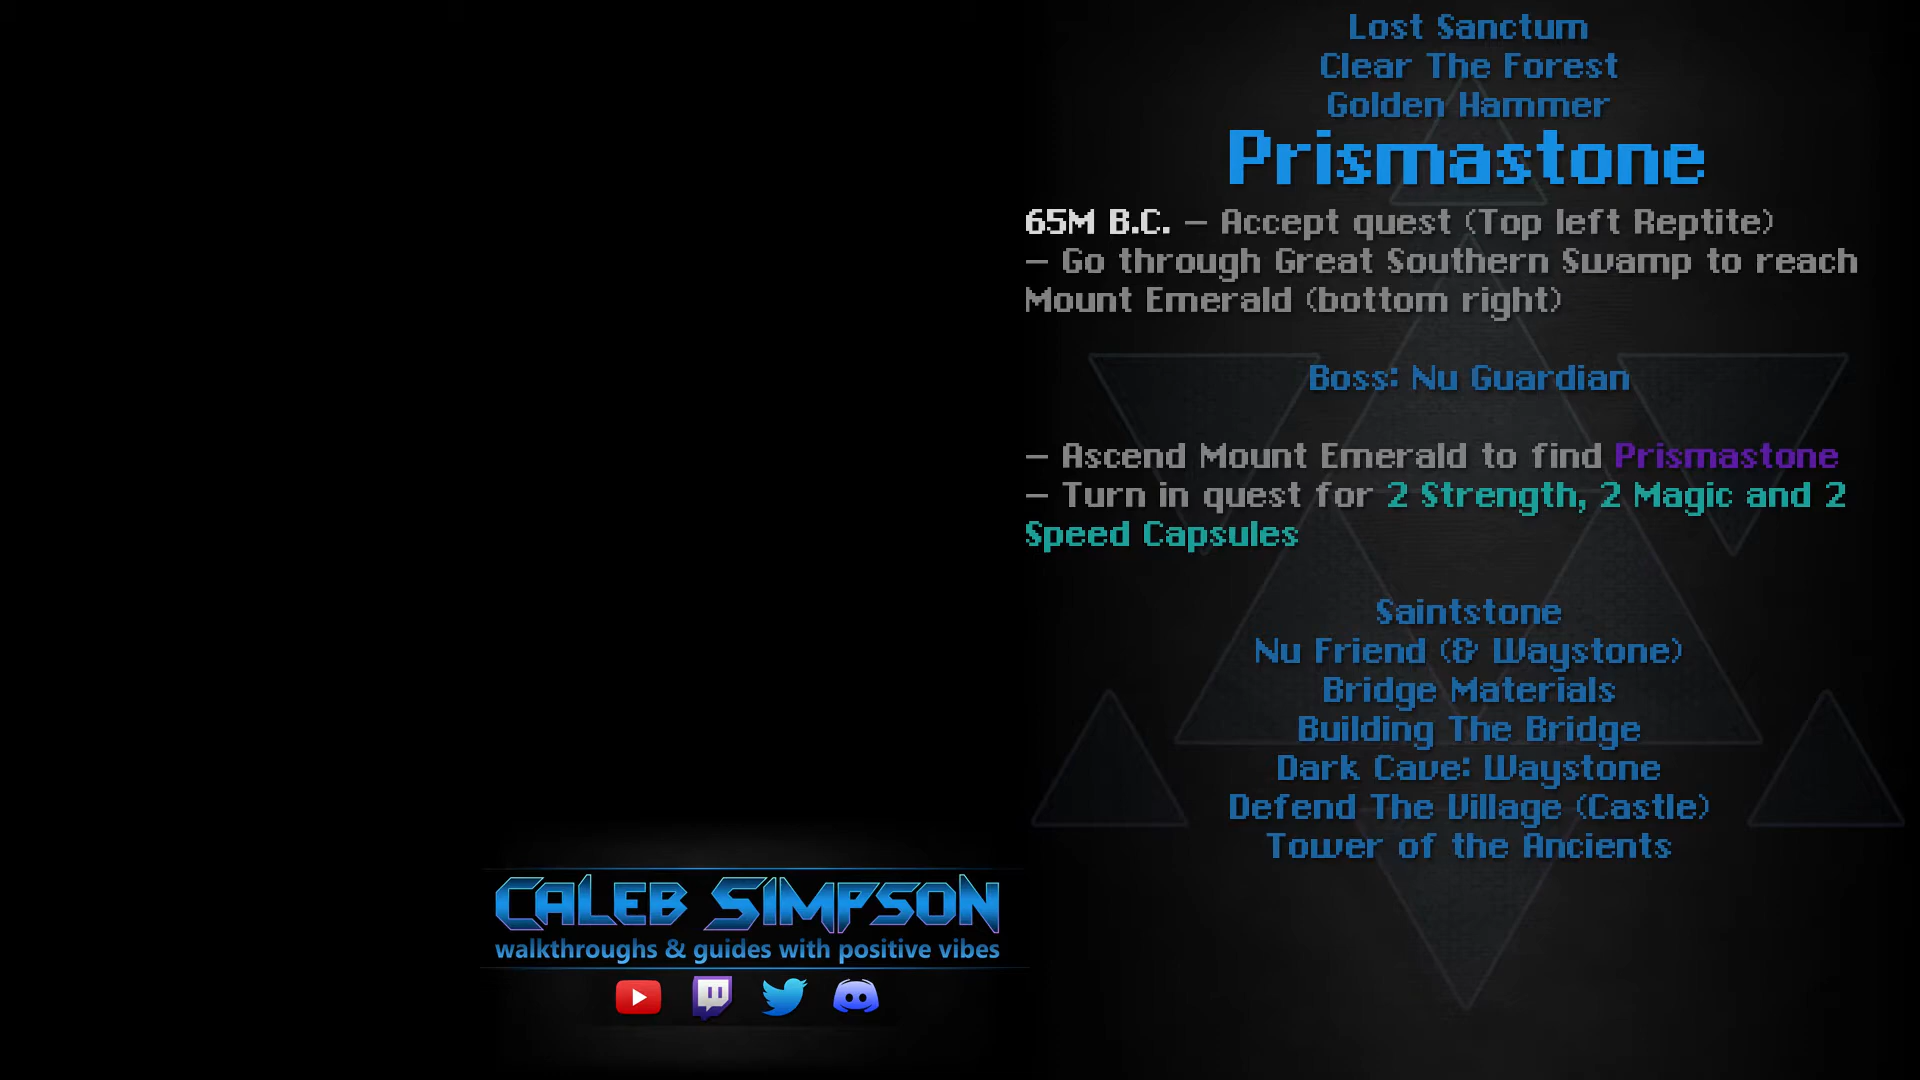 Lost Sanctum
Clear The Forest
Golden Hammer
Prismastone
65M B.C. – Accept quest (Top left Reptite)
– Go through Great Southern Swamp to reach
Mount Emerald (bottom right)
Boss: Nu Guardian
– Ascend Mount Emerald to find Prismastone
– Turn in quest for 2 Strength, 2 Magic and 2
Speed Capsules
Saintstone
Nu Friend (& Waystone)
Bridge Materials
Building The Bridge
Dark Cave: Waystone
Defend The Village (Castle)
Tower of the Ancients
CALEB SIMPSON
walkthroughs & guides with positive vibes